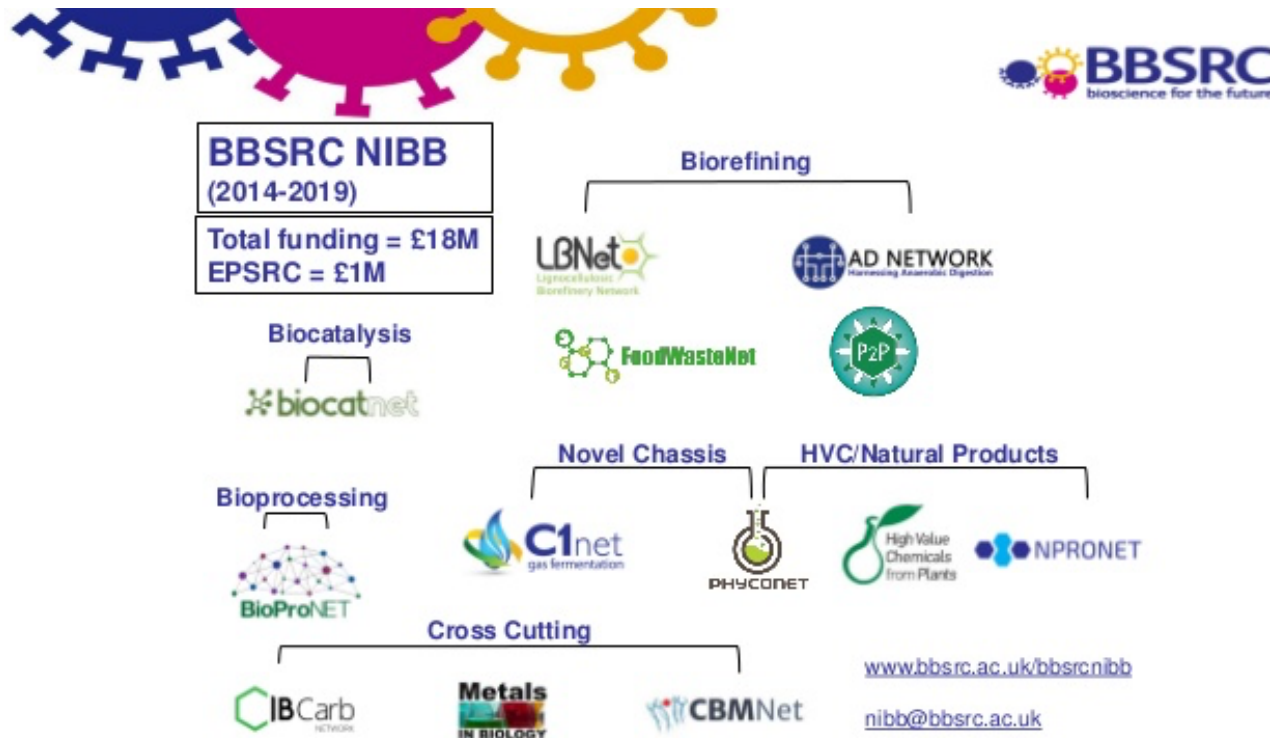 BBSRC
bioscience for the future
BBSRC NIBB
(2014-2019)
Total funding = £18M
EPSRC = £1M
Biorefining
LBNet
Lignocellulosic
Biorefinery Network
AD NETWORK
Harnessing Anaerobic Digestion
FoodWasteNet
P2P
Biocatalysis
biocatnet
Novel Chassis
HVC/Natural Products
Bioprocessing
BioProNET
C1net
gas fermentation
PHYCONET
High Value
Chemicals
from Plants
NPRONET
Cross Cutting
IBCarb
NETWORK
Metals
IN BIOLOGY
CBMNet
www.bbsrc.ac.uk/bbsrcnibb
nibb@bbsrc.ac.uk